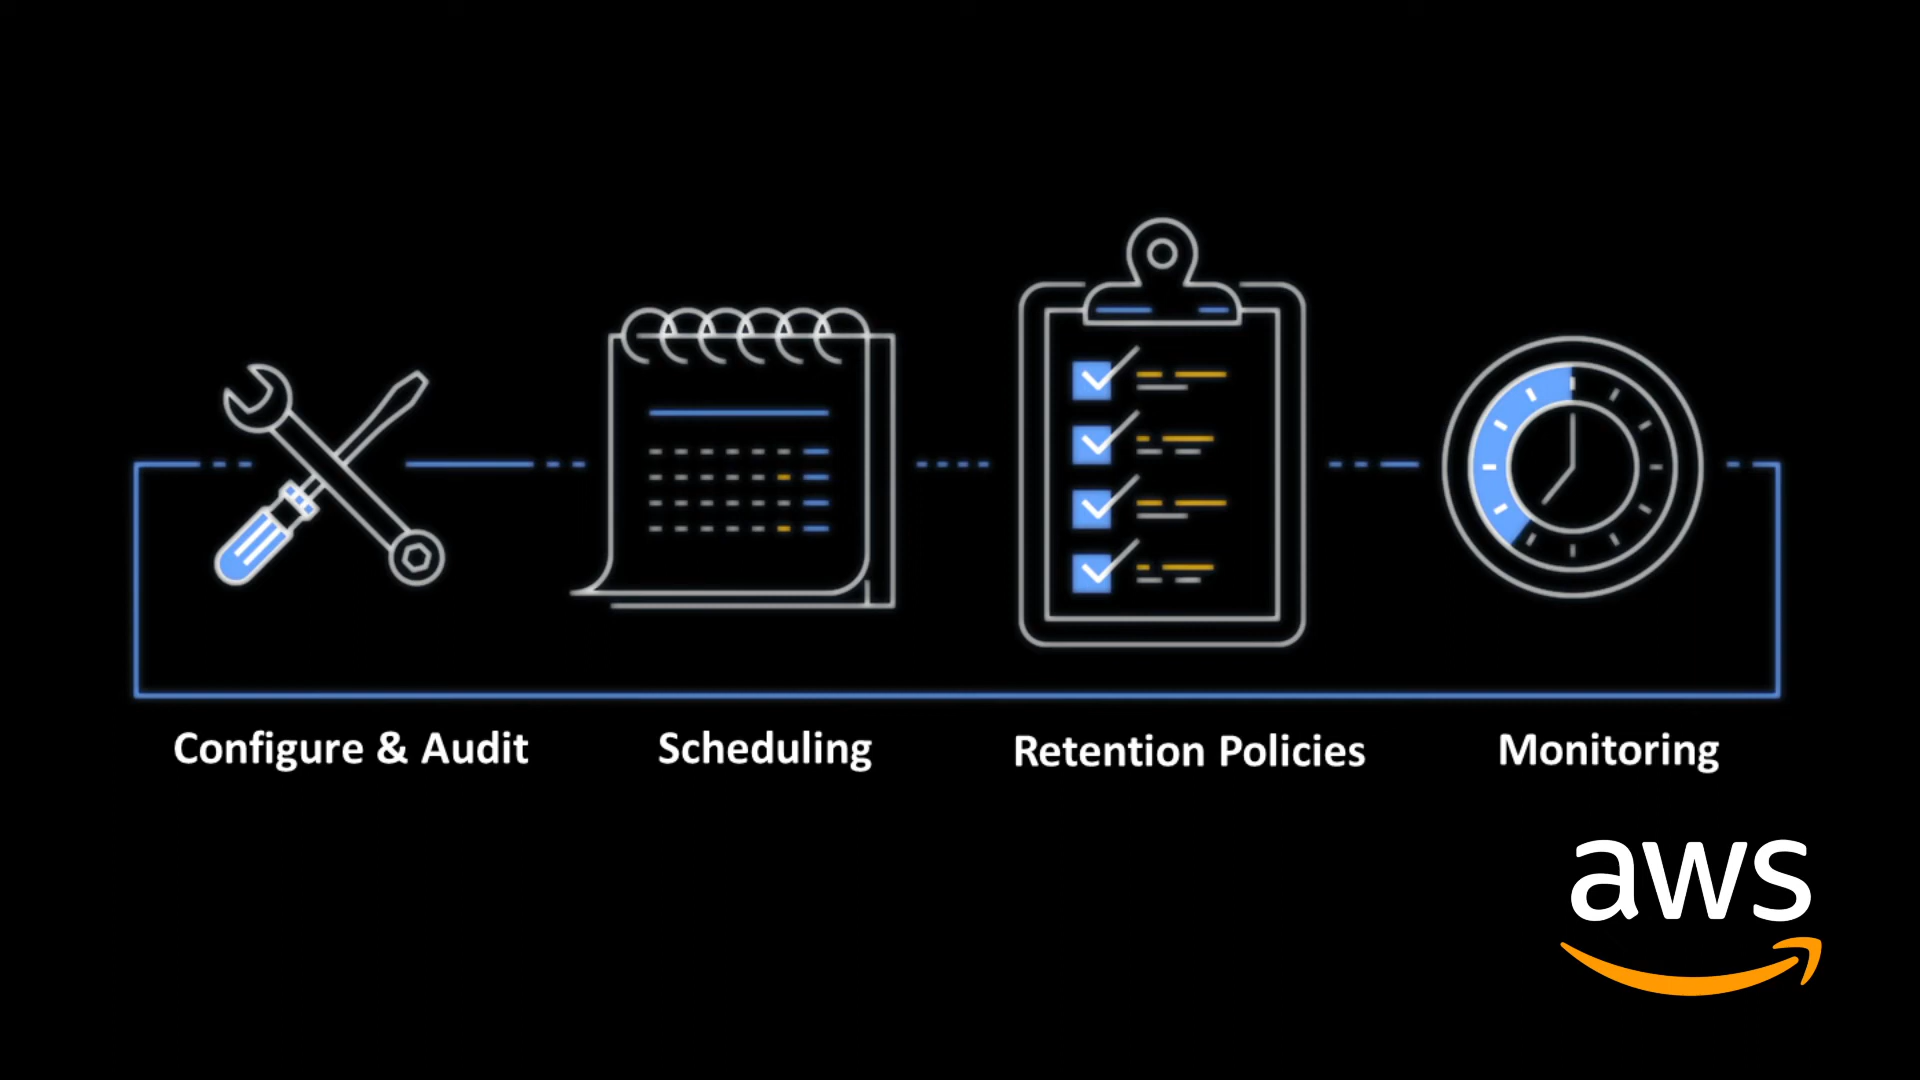 Configure & Audit
Scheduling
Retention Policies
Monitoring
aws